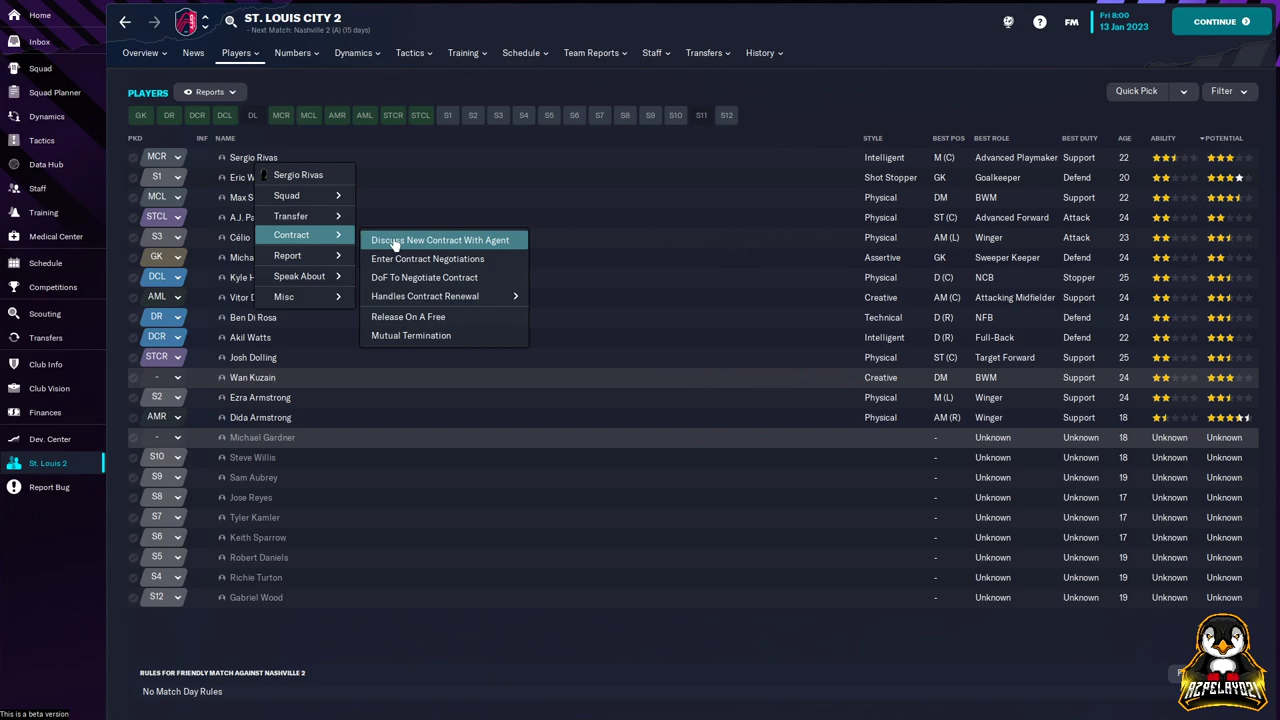 Home
Inbox
Squad
Squad Planner
Dynamics
Tactics
Data Hub
Staff
Training
Medical Center
Schedule
Competitions
Scouting
Transfers
Club Info
Club Vision
Finances
Dev. Center
St. Louis 2
Report Bug
This is a beta version
ST. LOUIS CITY 2
- Next Match: Nashville 2 (A) (15 days)
FM
Fri 8:00
13 Jan 2023
CONTINUE
Overview News Players Numbers Dynamics Tactics Training Schedule Team Reports Staff Transfers History
PLAYERS Reports Quick Pick Filter
GK DR DCR DCL DL MCR MCL AMR AML STCR STCL S1 S2 S3 S4 S5 S6 S7 S8 S9 S10 S11 S12
PKD INF NAME STYLE BEST POS BEST ROLE BEST DUTY AGE ABILITY POTENTIAL
MCR Sergio Rivas Intelligent M (C) Advanced Playmaker Support 22
S1 Eric W Shot Stopper GK Goalkeeper Defend 20
MCL Max S Physical DM BWM Support 22
STCL A.J. Pa Physical ST (C) Advanced Forward Attack 24
S3 Célio Physical AM (L) Winger Attack 23
GK Micha Assertive GK Sweeper Keeper Defend 24
DCL Kyle H Physical D (C) NCB Stopper 25
AML Vitor D Creative AM (C) Attacking Midfielder Support 24
DR Ben Di Rosa Technical D (R) NFB Defend 24
DCR Akil Watts Intelligent D (R) Full-Back Defend 22
STCR Josh Dolling Physical ST (C) Target Forward Support 25
- Wan Kuzain Creative DM BWM Support 24
S2 Ezra Armstrong Physical M (L) Winger Support 24
AMR Dida Armstrong Physical AM (R) Winger Support 18
- Michael Gardner - Unknown Unknown 18 Unknown Unknown
S10 Steve Willis - Unknown Unknown 18 Unknown Unknown
S9 Sam Aubrey - Unknown Unknown 19 Unknown Unknown
S8 Jose Reyes - Unknown Unknown 17 Unknown Unknown
S7 Tyler Kamler - Unknown Unknown 19 Unknown Unknown
S6 Keith Sparrow - Unknown Unknown 17 Unknown Unknown
S5 Robert Daniels - Unknown Unknown 19 Unknown Unknown
S4 Richie Turton - Unknown Unknown 19 Unknown Unknown
S12 Gabriel Wood - Unknown Unknown 19 Unknown Unknown
Sergio Rivas
Squad
Transfer
Contract
Report
Speak About
Misc
Discuss New Contract With Agent
Enter Contract Negotiations
DoF To Negotiate Contract
Handles Contract Renewal
Release On A Free
Mutual Termination
RULES FOR FRIENDLY MATCH AGAINST NASHVILLE 2
No Match Day Rules
AZPELAYO21